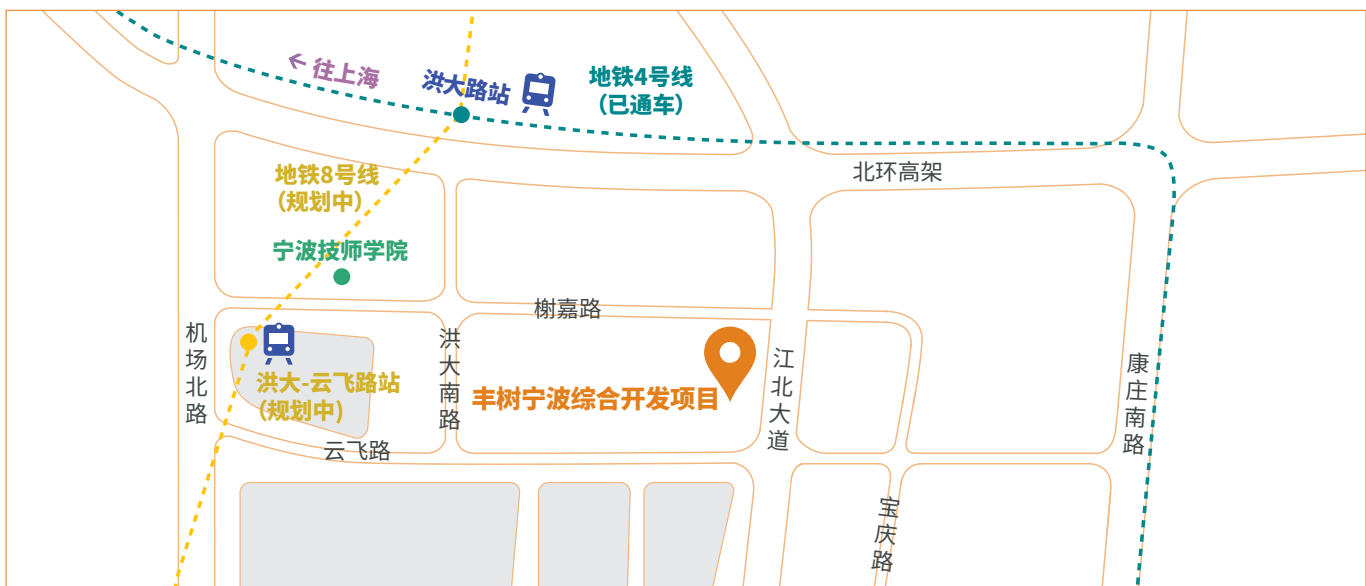 ← 往上海
洪大路站
地铁4号线
（已通车）
北环高架
地铁8号线
（规划中）
宁波技师学院
榭嘉路
机场北路
洪大南路
江北大道
康庄南路
洪大-云飞路站
(规划中)
丰树宁波综合开发项目
云飞路
宝庆路